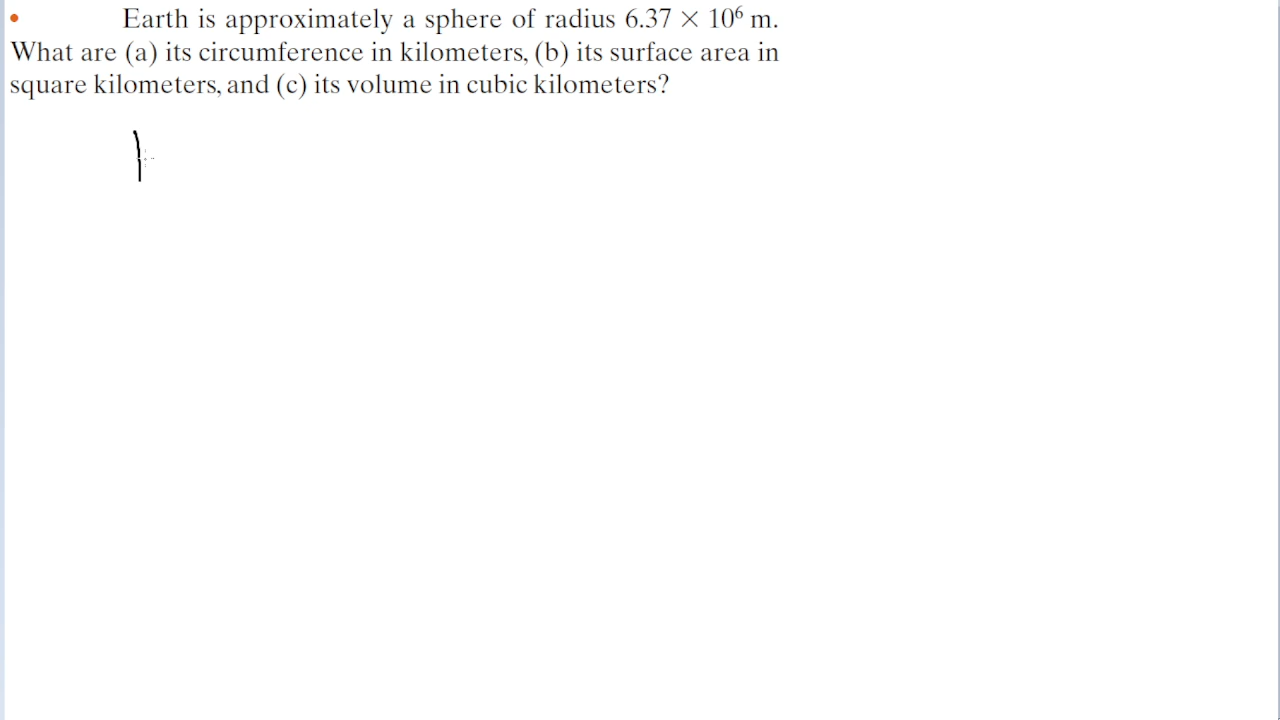 • Earth is approximately a sphere of radius 6.37 × 10⁶ m.
What are (a) its circumference in kilometers, (b) its surface area in
square kilometers, and (c) its volume in cubic kilometers?